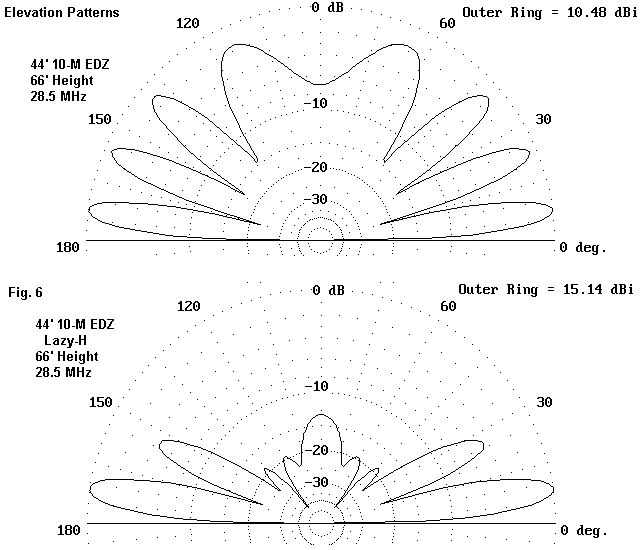 Elevation Patterns
0 dB
Outer Ring = 10.48 dBi
120
60
44' 10-M EDZ
66' Height
28.5 MHz
-10
150
30
-20
-30
180
0 deg.
Fig. 6
0 dB
Outer Ring = 15.14 dBi
120
60
44' 10-M EDZ
Lazy-H
66' Height
28.5 MHz
-10
150
30
-20
-30
180
0 deg.